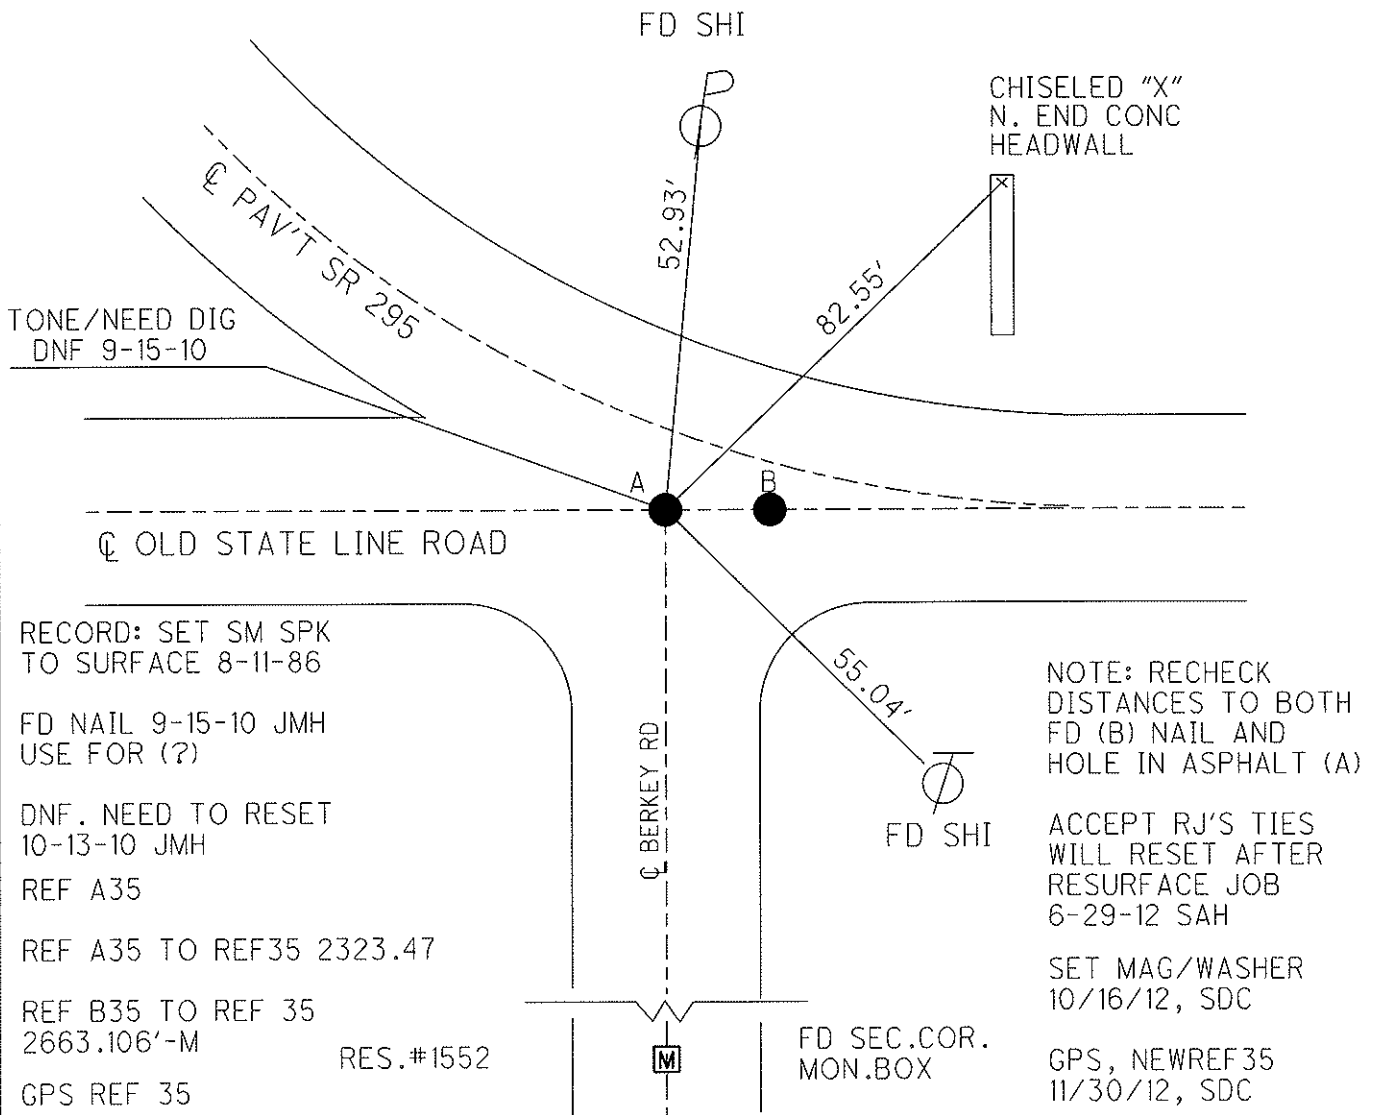 FD SHI
CHISELED "X"
N. END CONC
HEADWALL
℄ PAV'T SR 295
52.93'
82.55'
TONE/NEED DIG
DNF 9-15-10
A
B
℄ OLD STATE LINE ROAD
RECORD: SET SM SPK
TO SURFACE 8-11-86
FD NAIL 9-15-10 JMH
USE FOR (?)
DNF. NEED TO RESET
10-13-10 JMH
REF A35
REF A35 TO REF35 2323.47
REF B35 TO REF 35
2663.106'-M
RES.#1552
GPS REF 35
℄ BERKEY RD
M
55.04'
FD SHI
FD SEC.COR.
MON.BOX
NOTE: RECHECK
DISTANCES TO BOTH
FD (B) NAIL AND
HOLE IN ASPHALT (A)
ACCEPT RJ'S TIES
WILL RESET AFTER
RESURFACE JOB
6-29-12 SAH
SET MAG/WASHER
10/16/12, SDC
GPS, NEWREF35
11/30/12, SDC